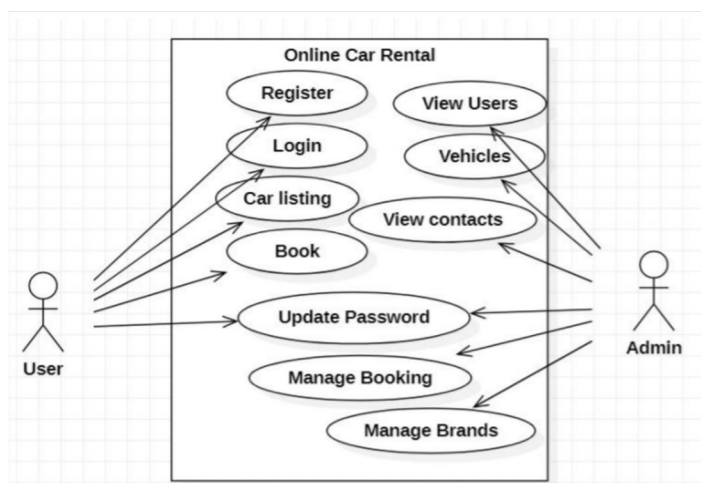 Online Car Rental
Register
View Users
Login
Vehicles
Car listing
View contacts
Book
Update Password
User
Admin
Manage Booking
Manage Brands